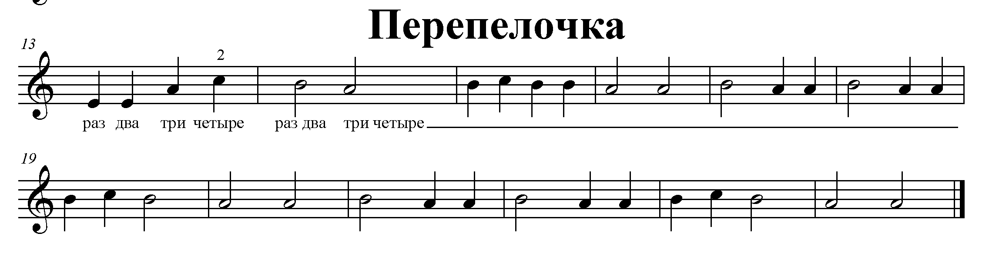 Перепелочка
13
2
раз два три четыре раз два три четыре
19